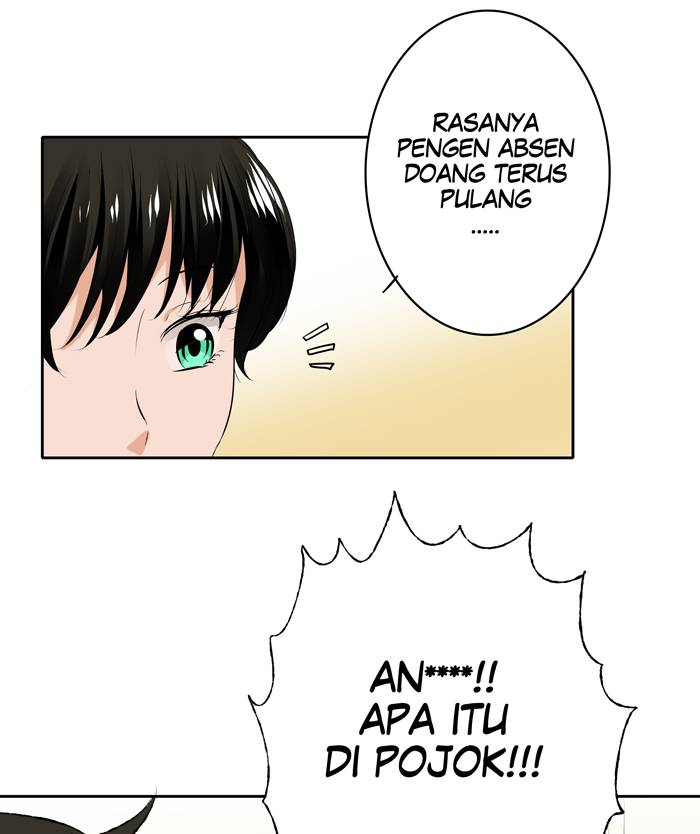 RASANYA
PENGEN ABSEN
DOANG TERUS
PULANG
.....
AN****!!
APA ITU
DI POJOK!!!